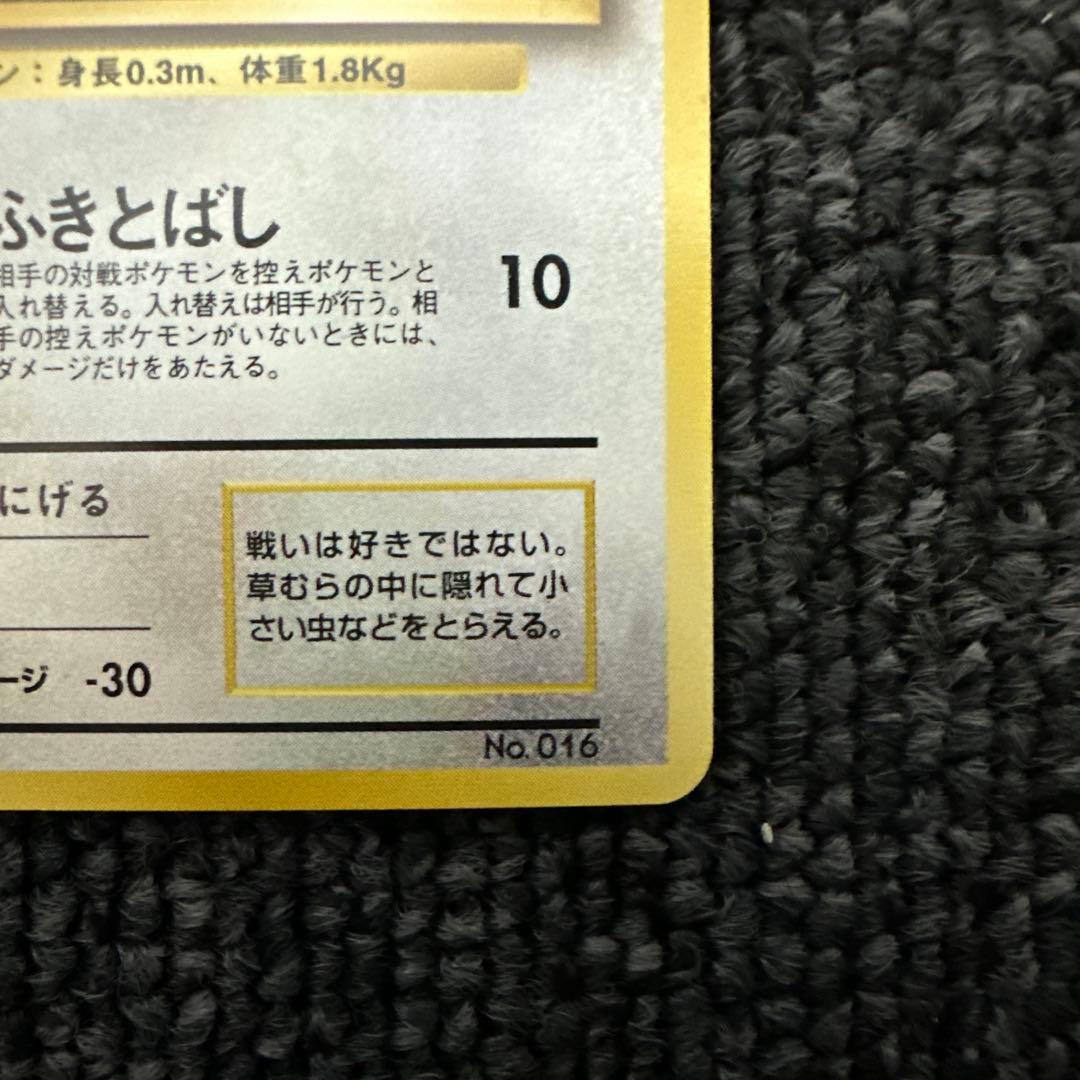 ン：身長0.3m、体重1.8Kg
ふきとばし
相手の対戦ポケモンを控えポケモンと
入れ替える。入れ替えは相手が行う。相
手の控えポケモンがいないときには、
ダメージだけをあたえる。
10
にげる
戦いは好きではない。
草むらの中に隠れて小
さい虫などをとらえる。
ージ -30
No.016